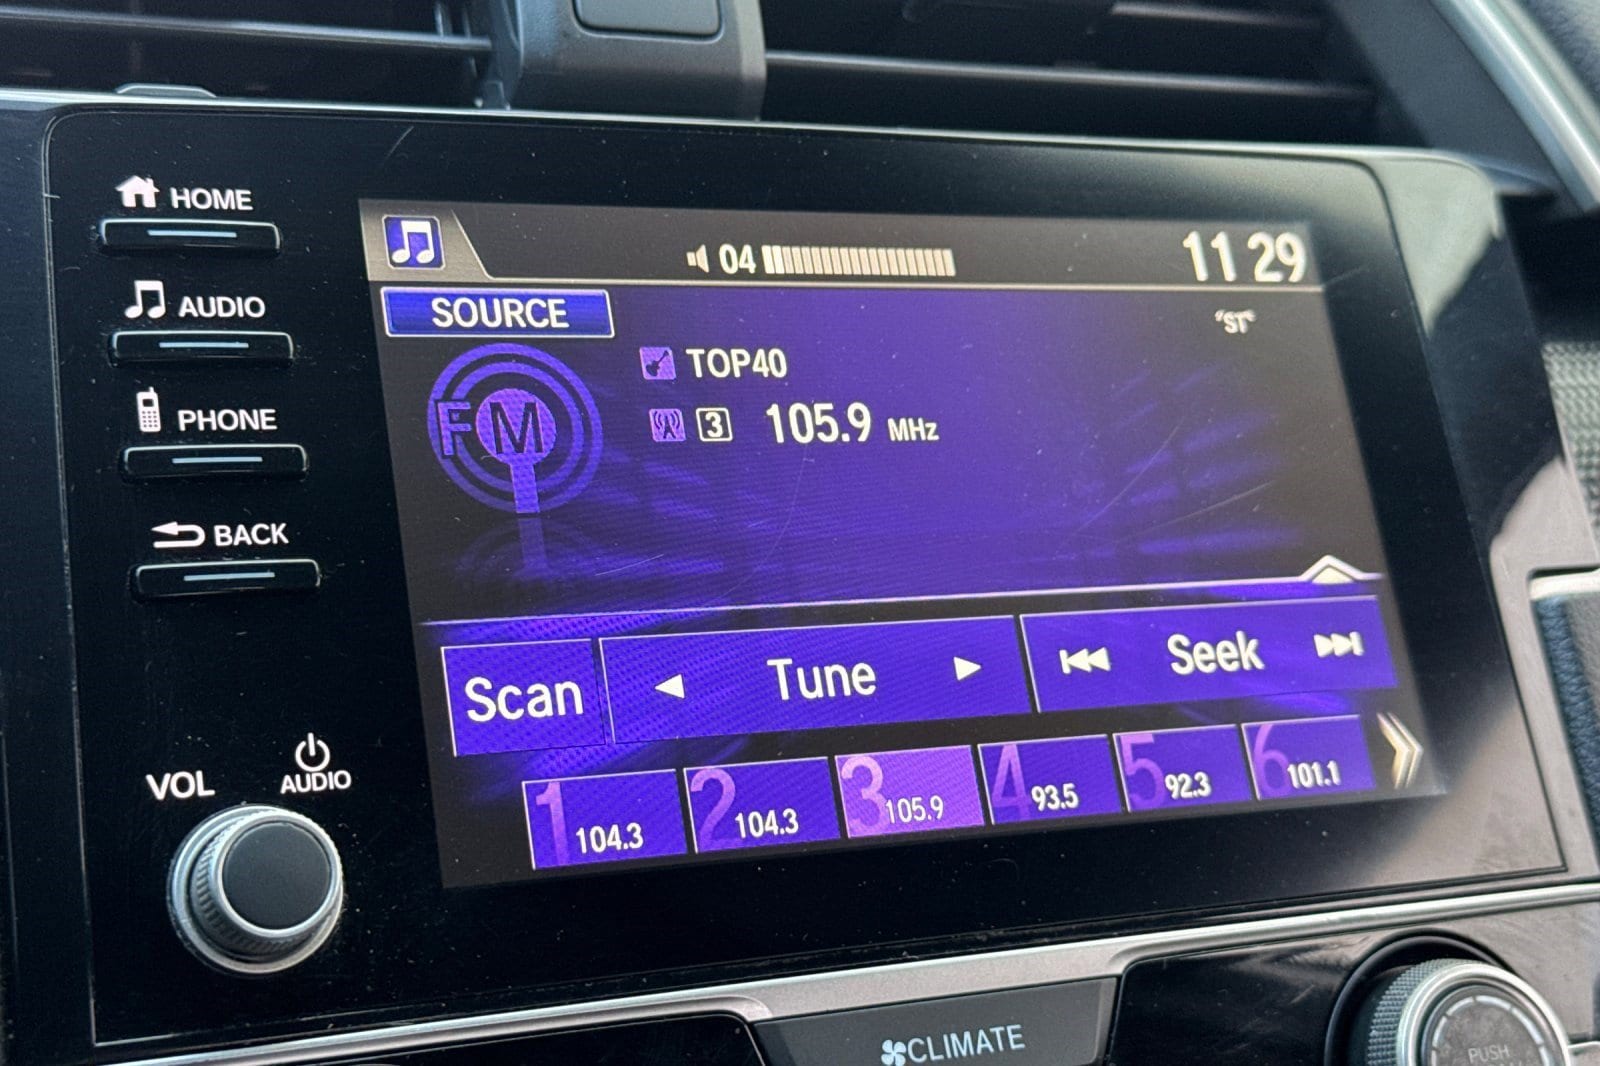 HOME
AUDIO
PHONE
BACK
VOL
AUDIO
04
11 29
SOURCE
"ST"
FM
TOP40
3 105.9 MHz
Scan
Tune
Seek
1 104.3
2 104.3
3 105.9
4 93.5
5 92.3
6 101.1
CLIMATE
PUSH